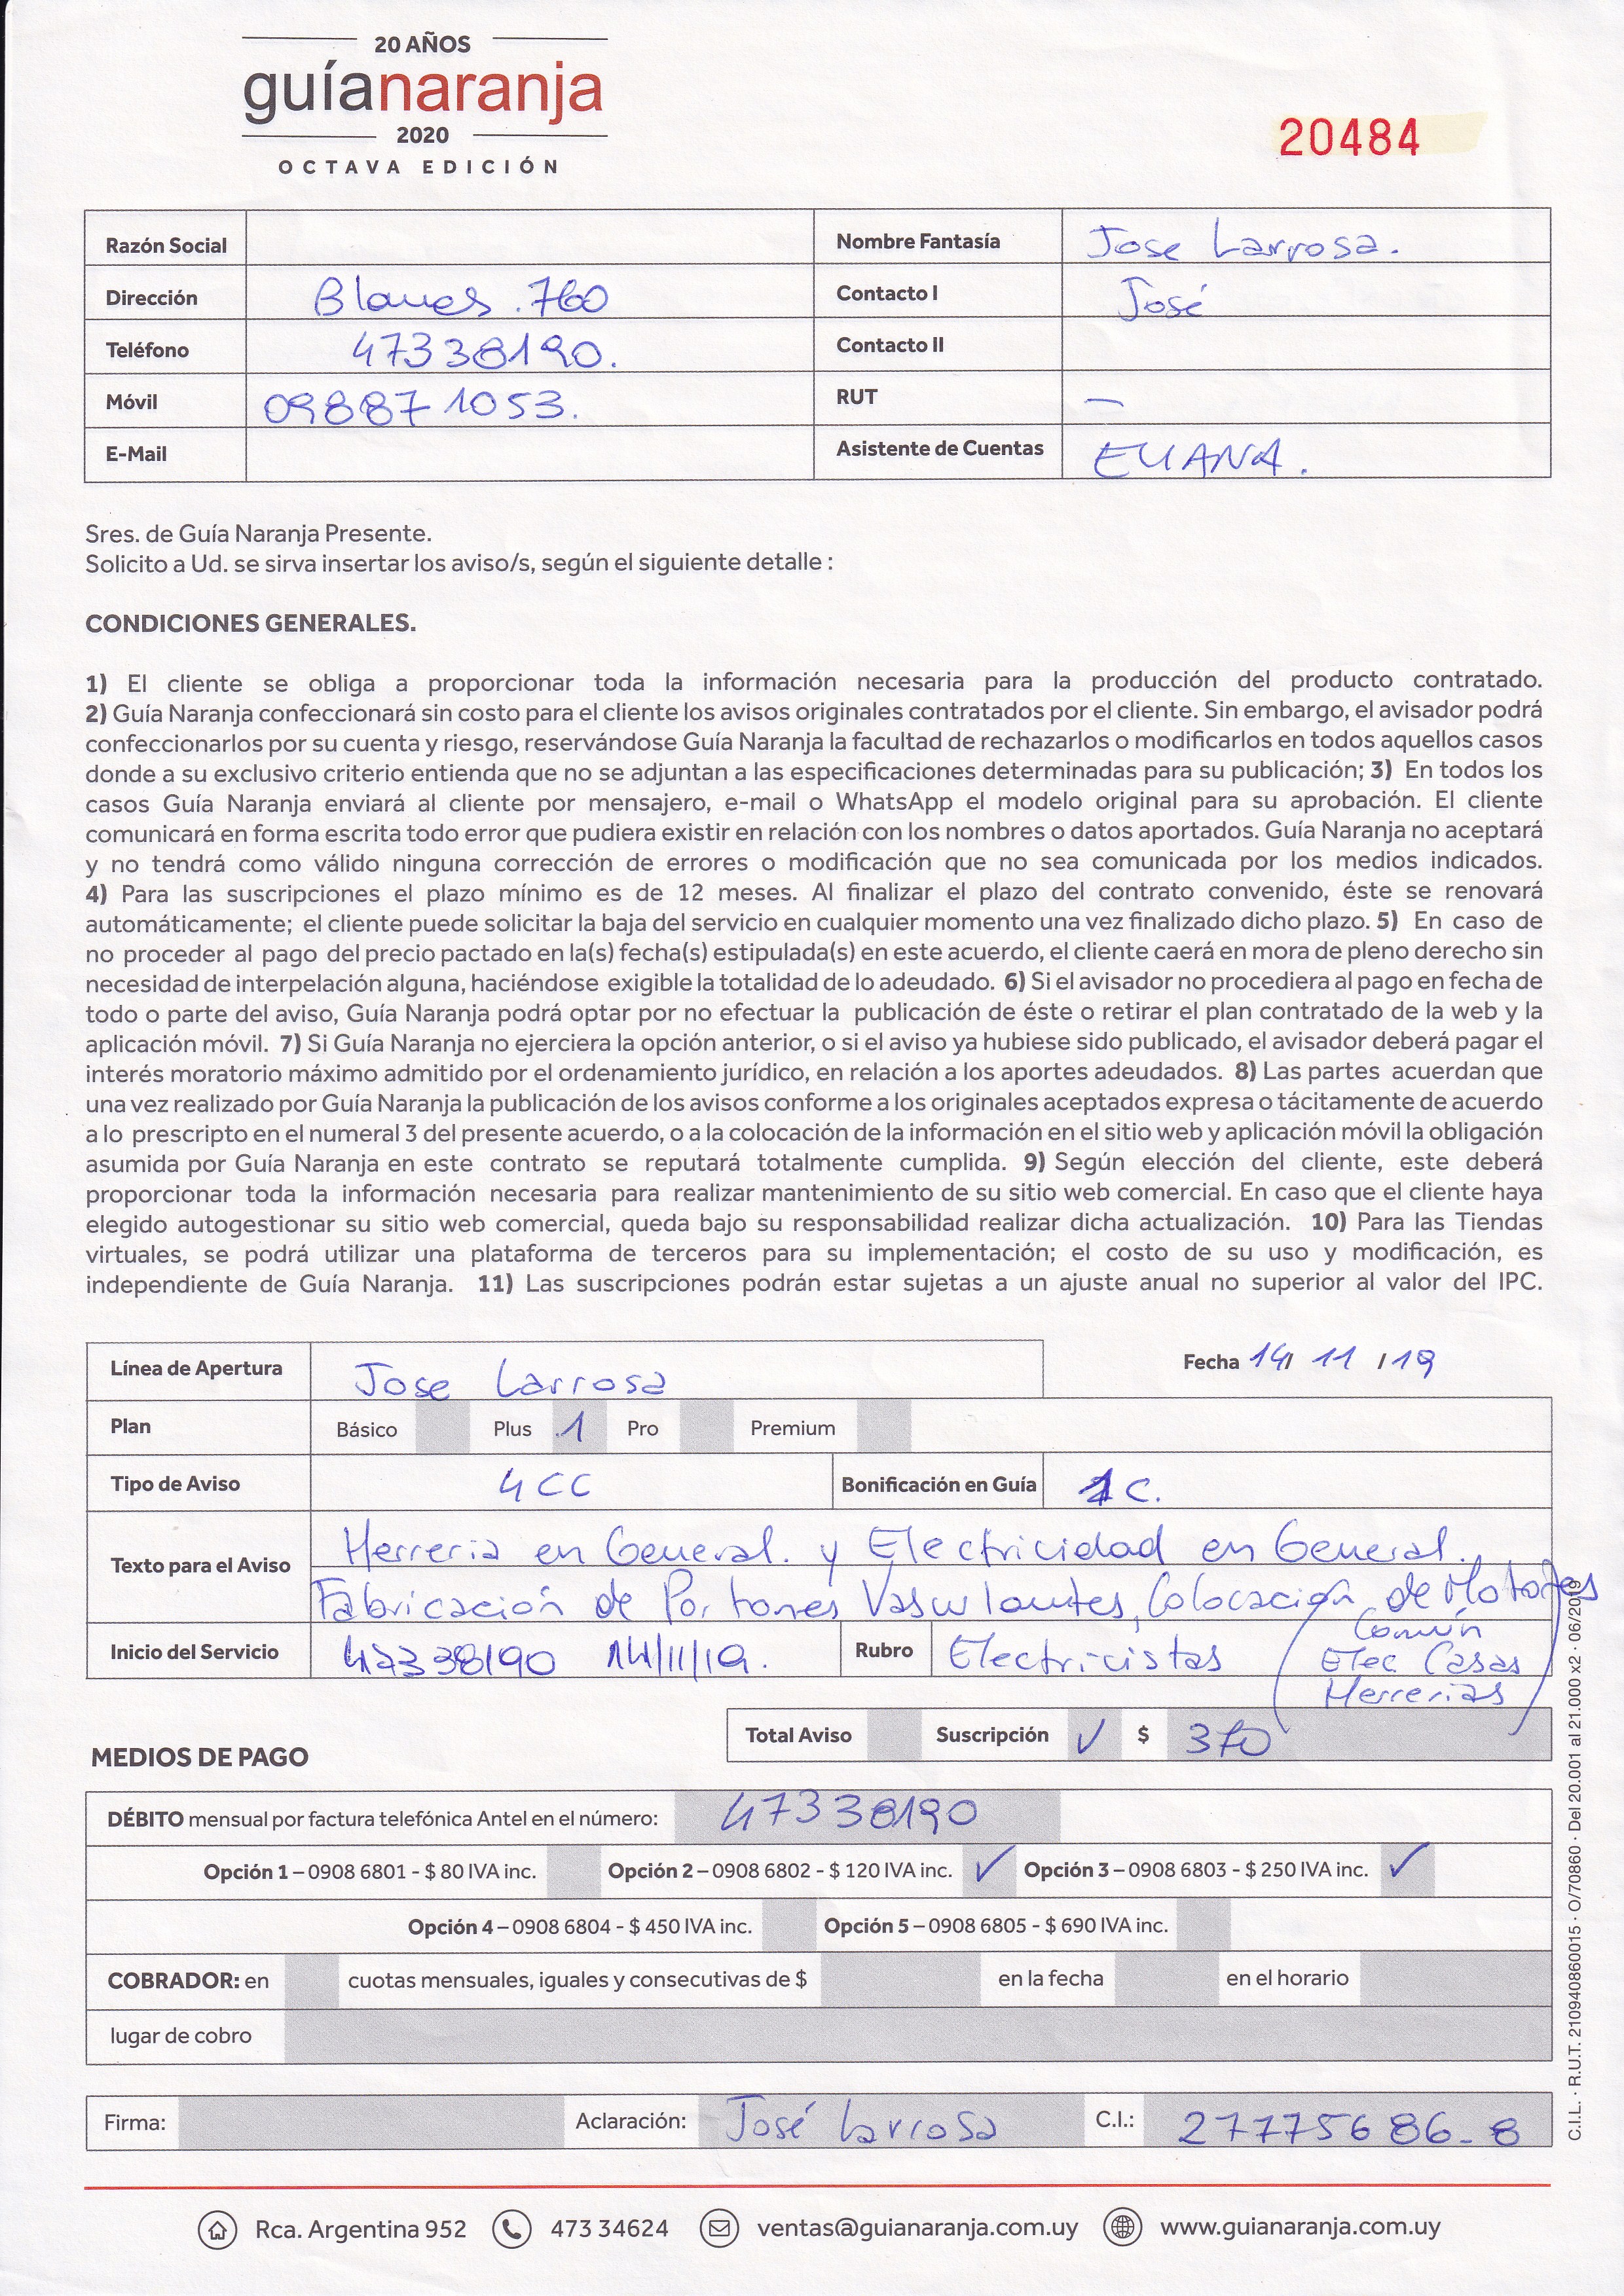 20 AÑOS
guíanaranja
2020
OCTAVA EDICIÓN
20484
Razón Social
Nombre Fantasía Jose Larrosa.
Dirección Blanes .760
Contacto I José
Teléfono 47338190.
Contacto II
Móvil 098871053.
RUT —
E-Mail
Asistente de Cuentas ELIANA.
Sres. de Guía Naranja Presente.
Solicito a Ud. se sirva insertar los aviso/s, según el siguiente detalle :
CONDICIONES GENERALES.
1) El cliente se obliga a proporcionar toda la información necesaria para la producción del producto contratado.
2) Guía Naranja confeccionará sin costo para el cliente los avisos originales contratados por el cliente. Sin embargo, el avisador podrá
confeccionarlos por su cuenta y riesgo, reservándose Guía Naranja la facultad de rechazarlos o modificarlos en todos aquellos casos
donde a su exclusivo criterio entienda que no se adjuntan a las especificaciones determinadas para su publicación; 3) En todos los
casos Guía Naranja enviará al cliente por mensajero, e-mail o WhatsApp el modelo original para su aprobación. El cliente
comunicará en forma escrita todo error que pudiera existir en relación con los nombres o datos aportados. Guía Naranja no aceptará
y no tendrá como válido ninguna corrección de errores o modificación que no sea comunicada por los medios indicados.
4) Para las suscripciones el plazo mínimo es de 12 meses. Al finalizar el plazo del contrato convenido, éste se renovará
automáticamente; el cliente puede solicitar la baja del servicio en cualquier momento una vez finalizado dicho plazo. 5) En caso de
no proceder al pago del precio pactado en la(s) fecha(s) estipulada(s) en este acuerdo, el cliente caerá en mora de pleno derecho sin
necesidad de interpelación alguna, haciéndose exigible la totalidad de lo adeudado. 6) Si el avisador no procediera al pago en fecha de
todo o parte del aviso, Guía Naranja podrá optar por no efectuar la publicación de éste o retirar el plan contratado de la web y la
aplicación móvil. 7) Si Guía Naranja no ejerciera la opción anterior, o si el aviso ya hubiese sido publicado, el avisador deberá pagar el
interés moratorio máximo admitido por el ordenamiento jurídico, en relación a los aportes adeudados. 8) Las partes acuerdan que
una vez realizado por Guía Naranja la publicación de los avisos conforme a los originales aceptados expresa o tácitamente de acuerdo
a lo prescripto en el numeral 3 del presente acuerdo, o a la colocación de la información en el sitio web y aplicación móvil la obligación
asumida por Guía Naranja en este contrato se reputará totalmente cumplida. 9) Según elección del cliente, este deberá
proporcionar toda la información necesaria para realizar mantenimiento de su sitio web comercial. En caso que el cliente haya
elegido autogestionar su sitio web comercial, queda bajo su responsabilidad realizar dicha actualización. 10) Para las Tiendas
virtuales, se podrá utilizar una plataforma de terceros para su implementación; el costo de su uso y modificación, es
independiente de Guía Naranja. 11) Las suscripciones podrán estar sujetas a un ajuste anual no superior al valor del IPC.
Línea de Apertura Jose Larrosa
Fecha 14/ 11 /19
Plan Básico Plus .1 Pro Premium
Tipo de Aviso 4CC Bonificación en Guía 1C.
Texto para el Aviso Herreria en General. y Electricidad en General.
Fabricación de Portones Vasculantes, Colocación de Motores
Inicio del Servicio 47338190 14/11/19. Rubro Electricistas
(Común
Elec Casas
Herrerias)
Total Aviso Suscripción ✓ $ 370
MEDIOS DE PAGO
DÉBITO mensual por factura telefónica Antel en el número: 47338190
Opción 1 – 0908 6801 - $ 80 IVA inc. Opción 2 – 0908 6802 - $ 120 IVA inc. ✓ Opción 3 – 0908 6803 - $ 250 IVA inc. ✓
Opción 4 – 0908 6804 - $ 450 IVA inc. Opción 5 – 0908 6805 - $ 690 IVA inc.
COBRADOR: en cuotas mensuales, iguales y consecutivas de $ en la fecha en el horario
lugar de cobro
Firma: Aclaración: José Larrosa C.I.: 27775686-8
Rca. Argentina 952 473 34624 ventas@guianaranja.com.uy www.guianaranja.com.uy
C.I.L. · R.U.T. 210940860015 · O/70860 · Del 20.001 al 21.000 x2 · 06/2019